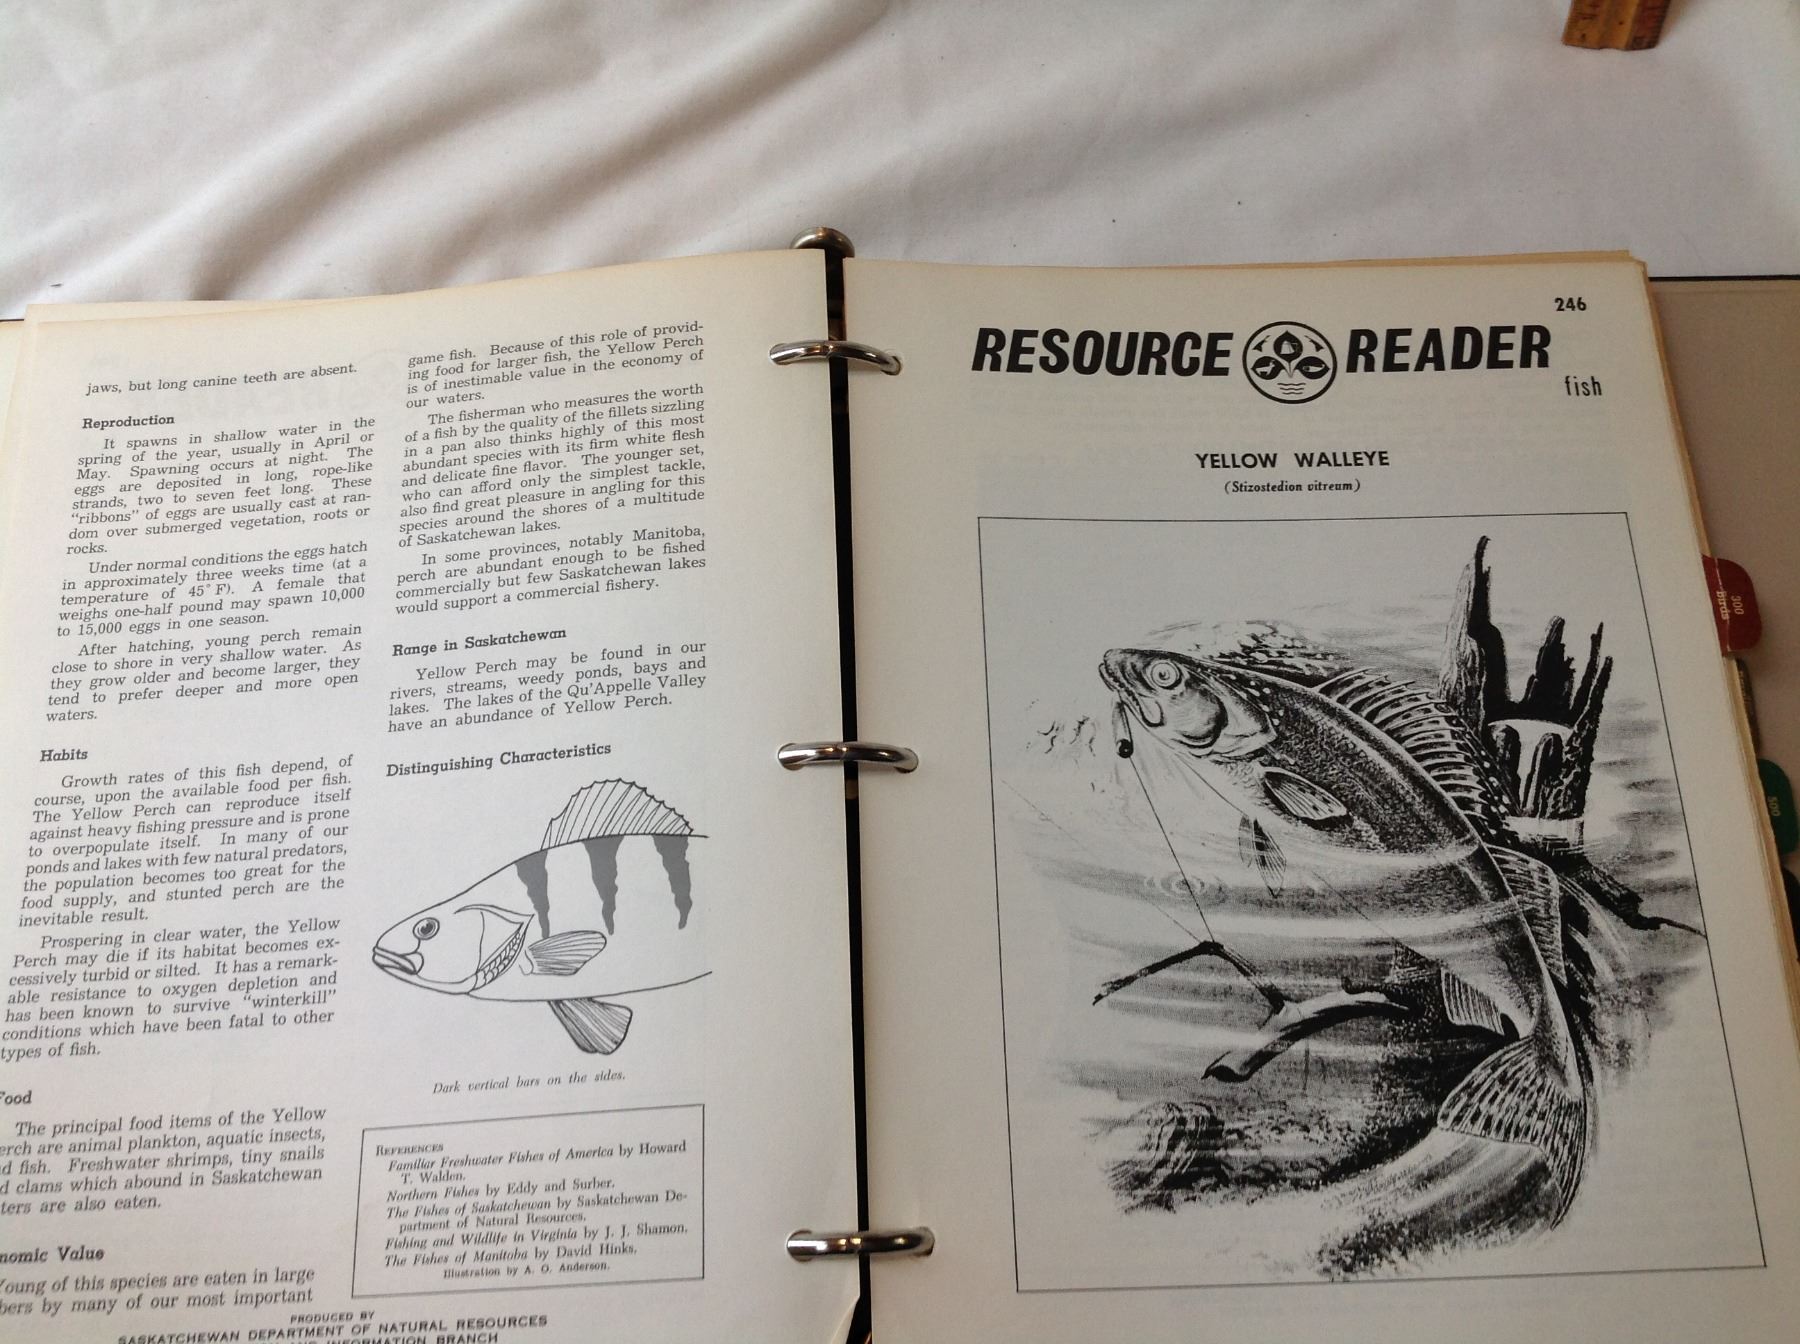 jaws, but long canine teeth are absent.
Reproduction
It spawns in shallow water in the
spring of the year, usually in April or
May. Spawning occurs at night. The
eggs are deposited in long, rope-like
strands, two to seven feet long. These
"ribbons" of eggs are usually cast at ran-
dom over submerged vegetation, roots or
rocks.
Under normal conditions the eggs hatch
in approximately three weeks time (at a
temperature of 45° F). A female that
weighs one-half pound may spawn 10,000
to 15,000 eggs in one season.
After hatching, young perch remain
close to shore in very shallow water. As
they grow older and become larger, they
tend to prefer deeper and more open
waters.
Habits
Growth rates of this fish depend, of
course, upon the available food per fish.
The Yellow Perch can reproduce itself
against heavy fishing pressure and is prone
to overpopulate itself. In many of our
ponds and lakes with few natural predators,
the population becomes too great for the
food supply, and stunted perch are the
inevitable result.
Prospering in clear water, the Yellow
Perch may die if its habitat becomes ex-
cessively turbid or silted. It has a remark-
able resistance to oxygen depletion and
has been known to survive "winterkill"
conditions which have been fatal to other
types of fish.
Food
The principal food items of the Yellow
erch are animal plankton, aquatic insects,
d fish. Freshwater shrimps, tiny snails
d clams which abound in Saskatchewan
ters are also eaten.
nomic Value
Young of this species are eaten in large
bers by many of our most important
game fish. Because of this role of provid-
ing food for larger fish, the Yellow Perch
is of inestimable value in the economy of
our waters.
The fisherman who measures the worth
of a fish by the quality of the fillets sizzling
in a pan also thinks highly of this most
abundant species with its firm white flesh
and delicate fine flavor. The younger set,
who can afford only the simplest tackle,
also find great pleasure in angling for this
species around the shores of a multitude
of Saskatchewan lakes.
In some provinces, notably Manitoba,
perch are abundant enough to be fished
commercially but few Saskatchewan lakes
would support a commercial fishery.
Range in Saskatchewan
Yellow Perch may be found in our
rivers, streams, weedy ponds, bays and
lakes. The lakes of the Qu'Appelle Valley
have an abundance of Yellow Perch.
Distinguishing Characteristics
Dark vertical bars on the sides.
REFERENCES
Familiar Freshwater Fishes of America by Howard
T. Walden.
Northern Fishes by Eddy and Surber.
The Fishes of Saskatchewan by Saskatchewan De-
partment of Natural Resources.
Fishing and Wildlife in Virginia by J. J. Shamon.
The Fishes of Manitoba by David Hinks.
Illustration by A. O. Anderson.
PRODUCED BY
SASKATCHEWAN DEPARTMENT OF NATURAL RESOURCES
AND INFORMATION BRANCH
246
RESOURCE READER
fish
YELLOW WALLEYE
(Stizostedion vitreum)
300
birds
500